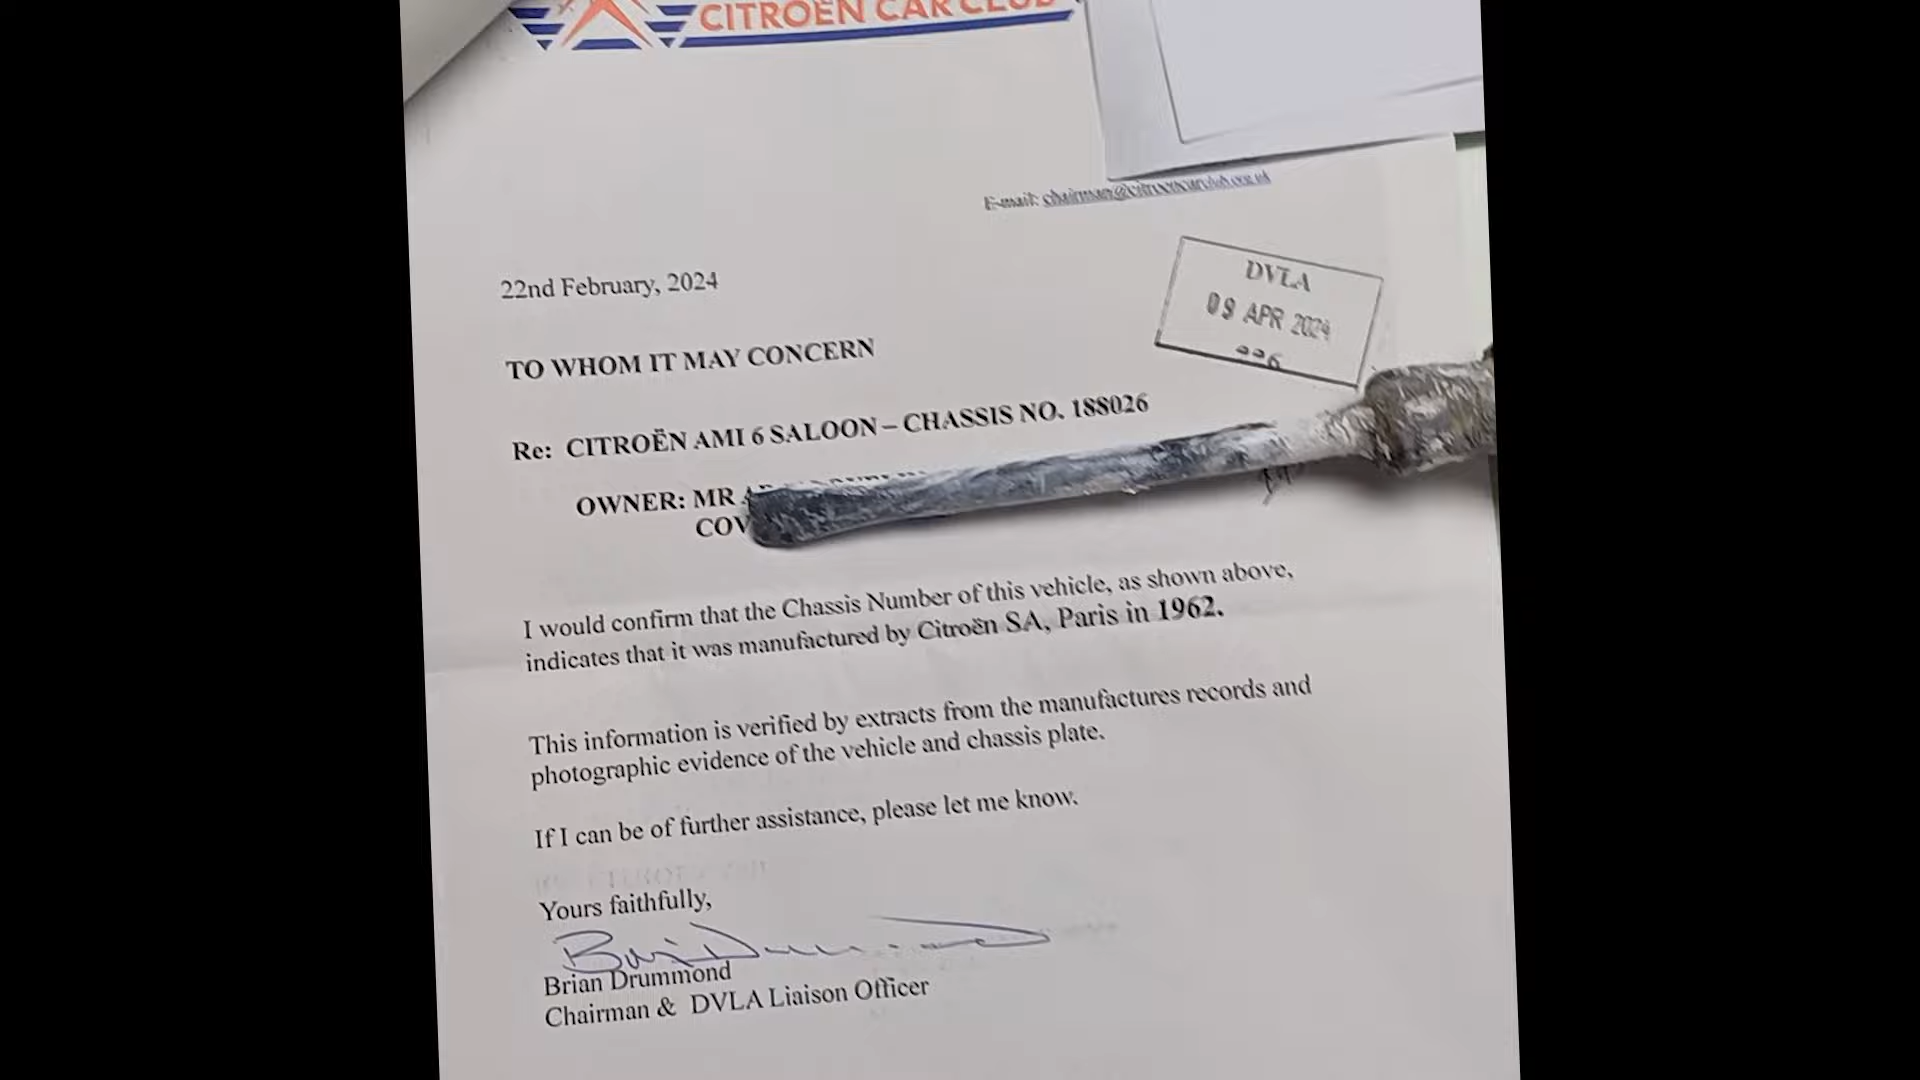 CITROËN CAR CLUB
E-mail: chairman@citroencarclub.org.uk
22nd February, 2024
DVLA
09 APR 2024
TO WHOM IT MAY CONCERN
Re: CITROËN AMI 6 SALOON – CHASSIS NO. 188026
OWNER: MR
I would confirm that the Chassis Number of this vehicle, as shown above,
indicates that it was manufactured by Citroën SA, Paris in 1962.
This information is verified by extracts from the manufactures records and
photographic evidence of the vehicle and chassis plate.
If I can be of further assistance, please let me know.
Yours faithfully,
Brian Drummond
Chairman & DVLA Liaison Officer